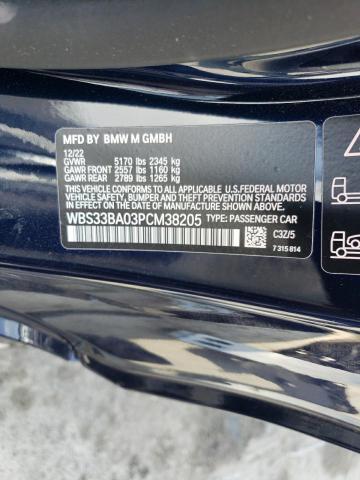 MFD BY BMW M GMBH
12/22
GVWR 5170 lbs 2345 kg
GAWR FRONT 2557 lbs 1160 kg
GAWR REAR 2789 lbs 1265 kg
THIS VEHICLE CONFORMS TO ALL APPLICABLE U.S.FEDERAL MOTOR
VEHICLE SAFETY, BUMPER, AND THEFT PREVENTION STANDARDS IN
EFFECT ON THE DATE OF MANUFACTURE SHOWN ABOVE.
WBS33BA03PCM38205 TYPE: PASSENGER CAR
C3Z/5
7 315 814